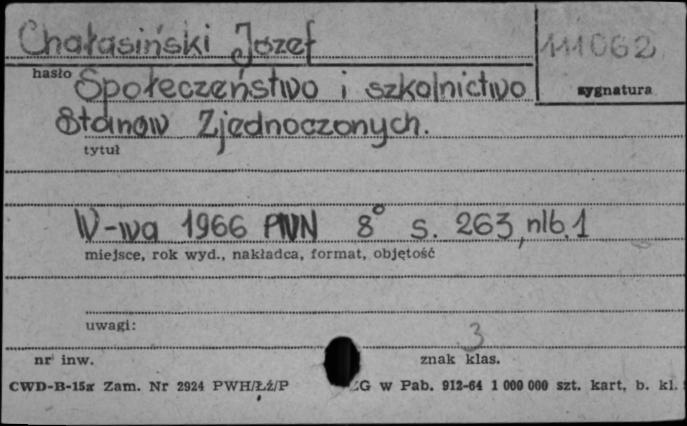 Chałasiński Józef
111062
hasło
sygnatura
Społeczeństwo i szkolnictwo
Stanów Zjednoczonych.
tytuł
W-wa 1966 PWN 8° s. 263, nlb. 1
miejsce, rok wyd., nakładca, format, objętość
uwagi:
3
nr inw.
znak klas.
CWD-B-15a Zam. Nr 2924 PWH/Łź/P ZG w Pab. 912-64 1 000 000 szt. kart. b. kl.